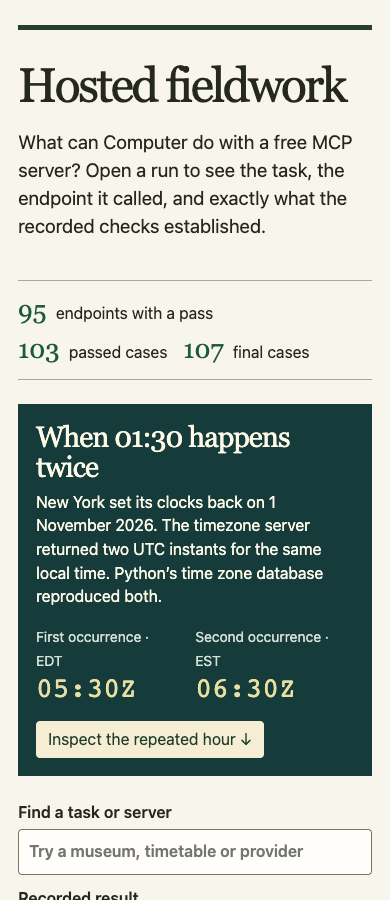 Hosted fieldwork
What can Computer do with a free MCP
server? Open a run to see the task, the
endpoint it called, and exactly what the
recorded checks established.
95 endpoints with a pass
103 passed cases 107 final cases
When 01:30 happens
twice
New York set its clocks back on 1
November 2026. The timezone server
returned two UTC instants for the same
local time. Python’s time zone database
reproduced both.
First occurrence · Second occurrence ·
EDT EST
05:30Z 06:30Z
Inspect the repeated hour ↓
Find a task or server
Try a museum, timetable or provider
Recorded result